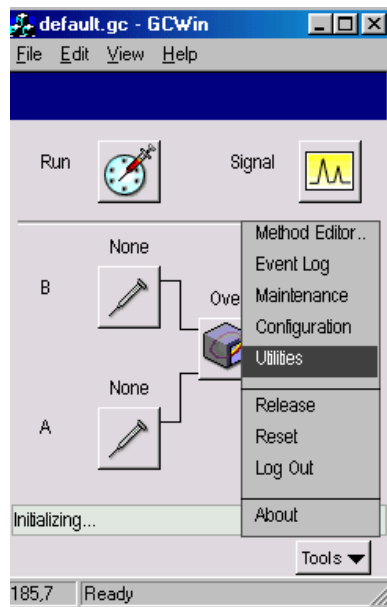 default.gc - GCWin
File Edit View Help
Run
Signal
None
B
Ove
None
A
Method Editor..
Event Log
Maintenance
Configuration
Utilities
Release
Reset
Log Out
About
Initializing...
Tools
185,7 Ready